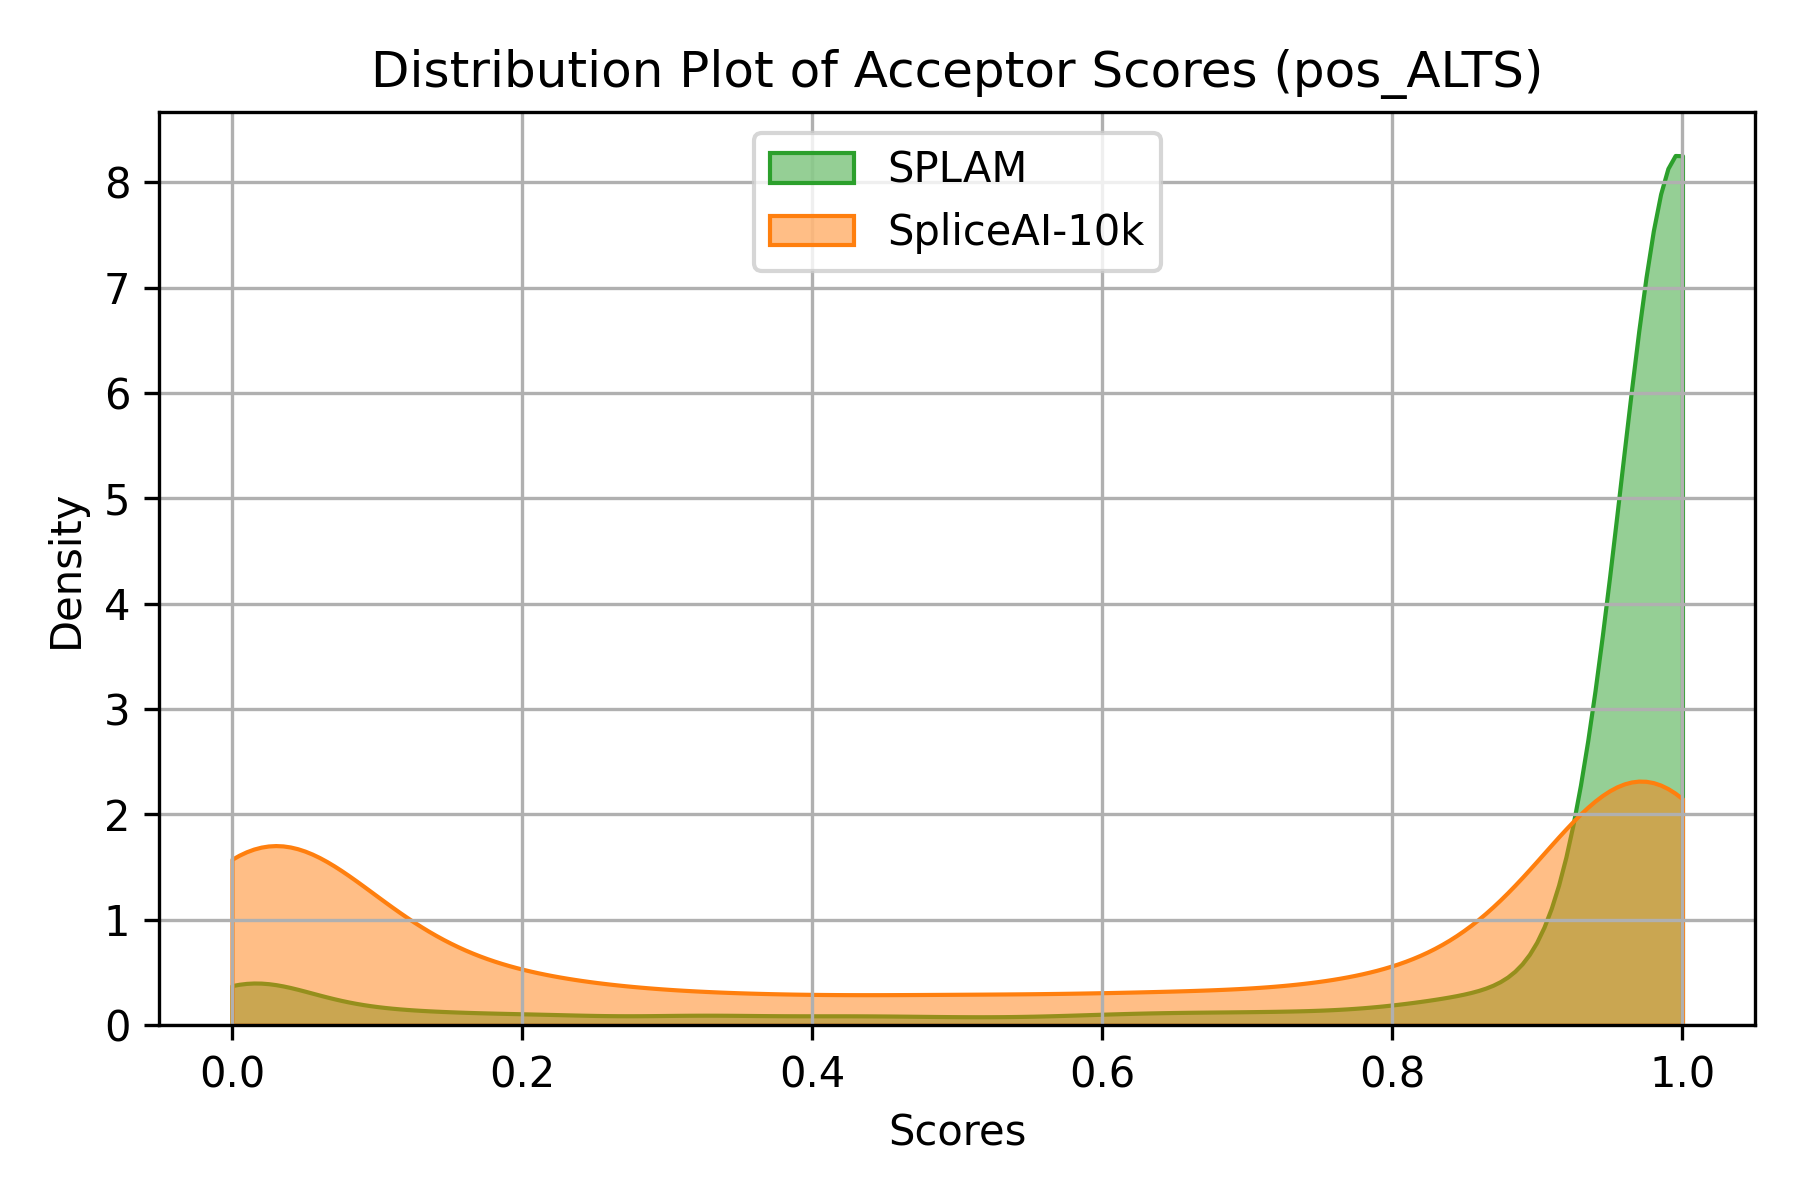 Distribution Plot of Acceptor Scores (pos_ALTS)
SPLAM
SpliceAI-10k
Density
8
7
6
5
4
3
2
1
0
0.0 0.2 0.4 0.6 0.8 1.0
Scores